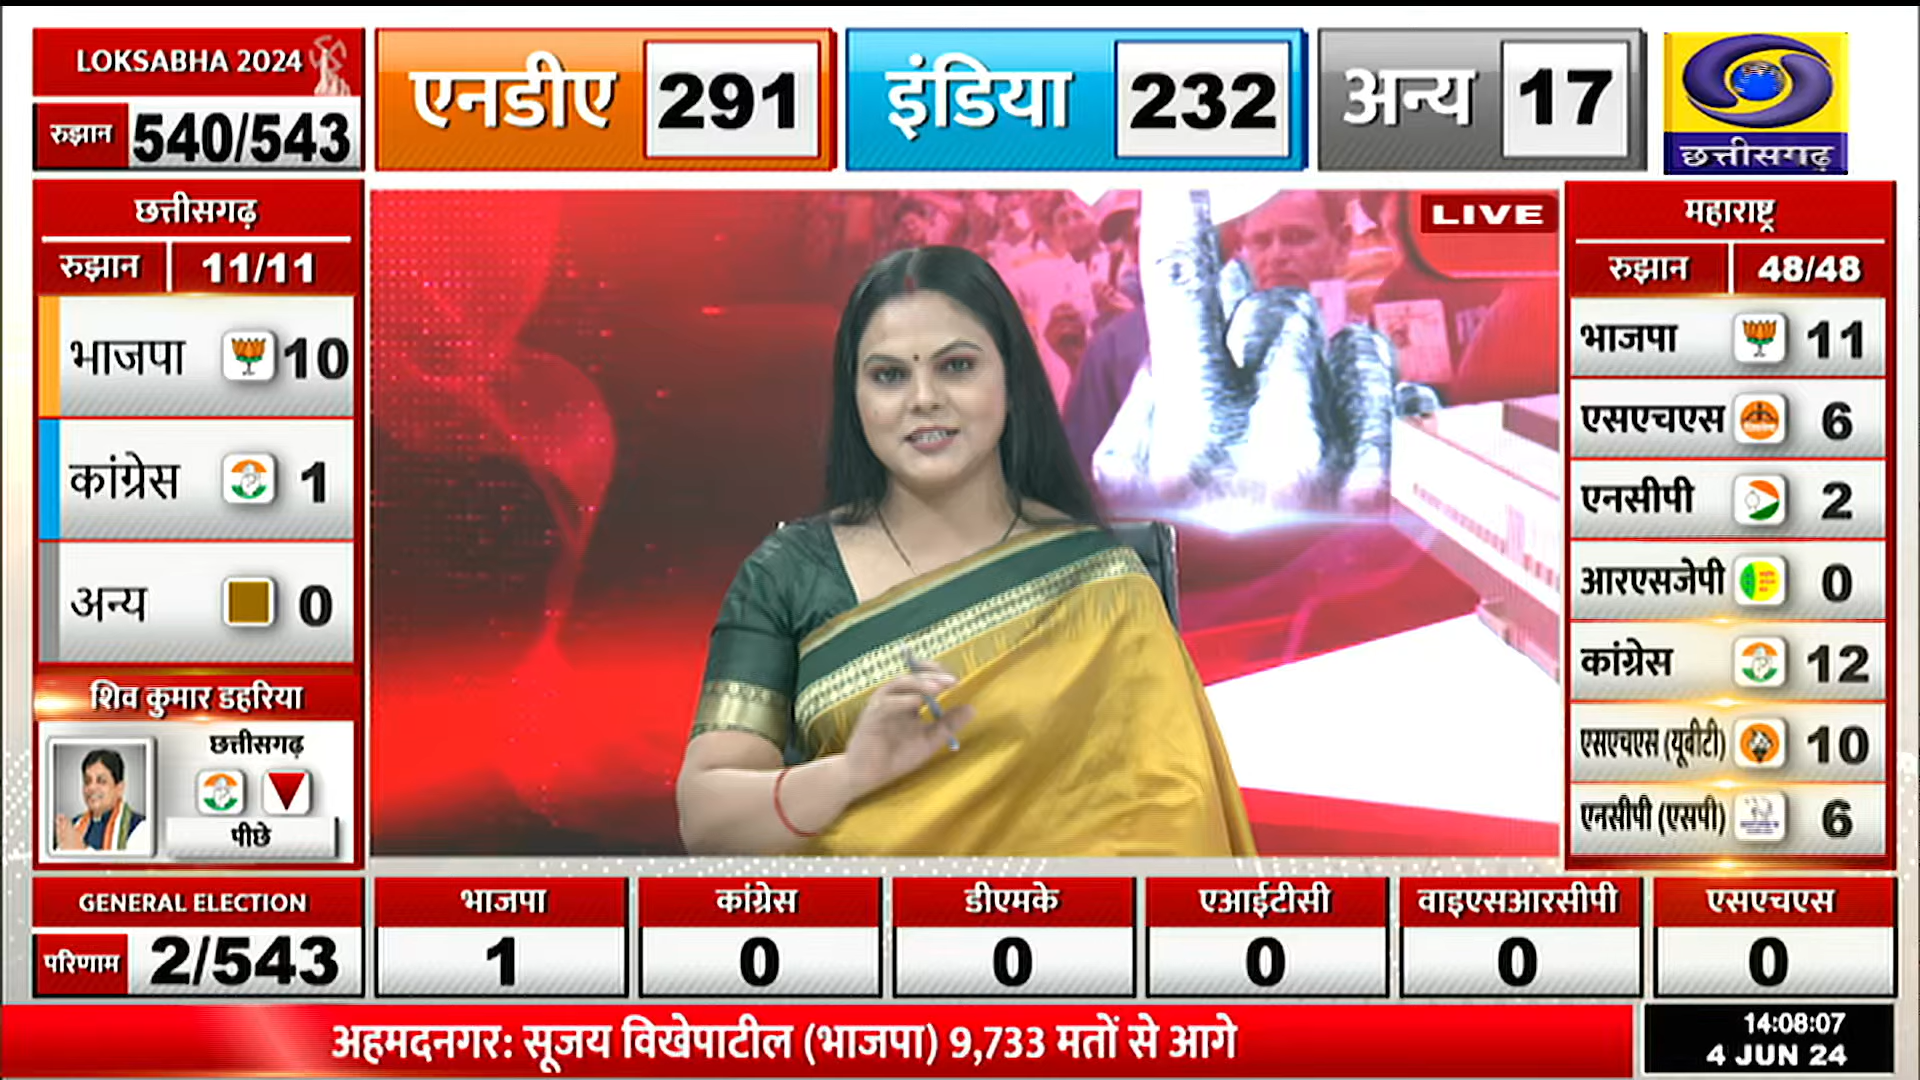 LOKSABHA 2024
रुझान 540/543
एनडीए 291
इंडिया 232
अन्य 17
छत्तीसगढ़
छत्तीसगढ़
रुझान 11/11
भाजपा 10
कांग्रेस 1
अन्य 0
शिव कुमार डहरिया
छत्तीसगढ़
पीछे
LIVE
महाराष्ट्र
रुझान 48/48
भाजपा 11
एसएचएस 6
एनसीपी 2
आरएसजेपी 0
कांग्रेस 12
एसएचएस (यूबीटी) 10
एनसीपी (एसपी) 6
GENERAL ELECTION
परिणाम 2/543
भाजपा 1
कांग्रेस 0
डीएमके 0
एआईटीसी 0
वाइएसआरसीपी 0
एसएचएस 0
अहमदनगर: सूजय विखेपाटील (भाजपा) 9,733 मतों से आगे
14:08:07
4 JUN 24